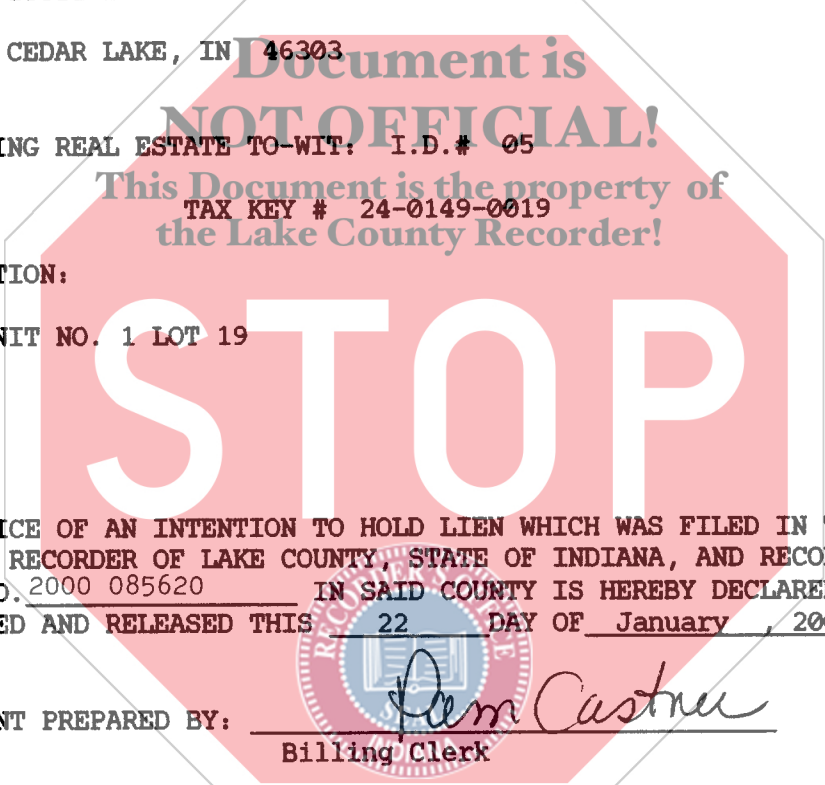 CEDAR LAKE, IN 46303
Document is
NOT OFFICIAL!
ING REAL ESTATE TO-WIT: I.D.# 05
This Document is the property of
TAX KEY # 24-0149-0019
the Lake County Recorder!
TION:
NIT NO. 1 LOT 19
STOP
ICE OF AN INTENTION TO HOLD LIEN WHICH WAS FILED IN
RECORDER OF LAKE COUNTY, STATE OF INDIANA, AND RECO
O. 2000 085620 IN SAID COUNTY IS HEREBY DECLARE
ED AND RELEASED THIS 22 DAY OF January, 20
NT PREPARED BY: Pam Castner
Billing Clerk